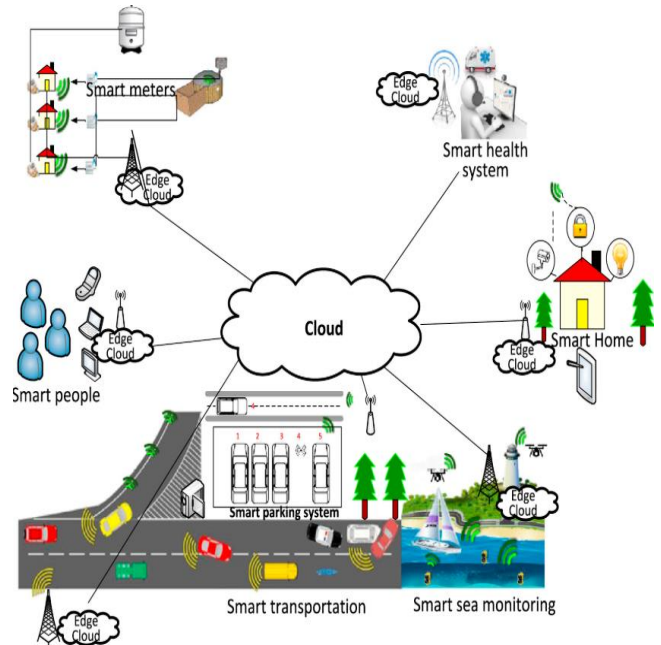 Smart meters
Edge
Cloud
Edge
Cloud
Smart health
system
Cloud
Edge
Cloud
Smart people
Edge
Cloud
Smart Home
1 2 3 4 5
Smart parking system
Edge
Cloud
Smart transportation
Smart sea monitoring
Edge
Cloud